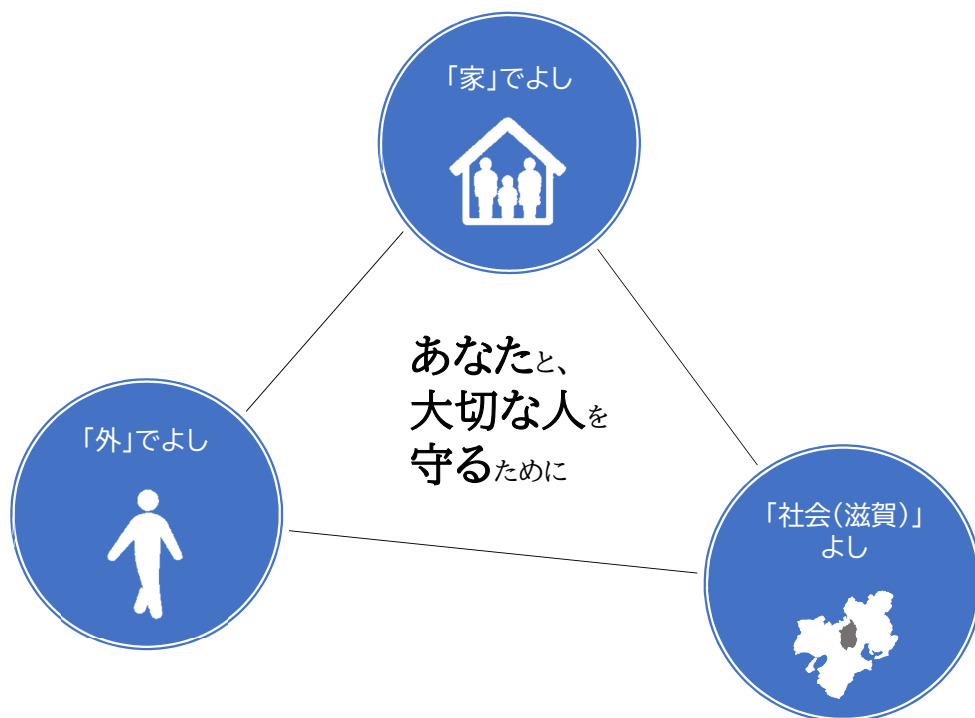 「家」でよし
あなたと、
大切な人を
守るために
「外」でよし
「社会(滋賀)」
よし